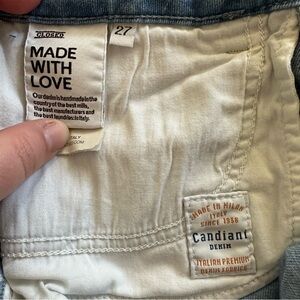 CLOSED
27
MADE
WITH
LOVE
Our denim is handmade in the
country of the best mills,
the best manufacturers and
the best laundries in Italy.
MADE IN MILAN
ITALY
SINCE 1938
Candiani
DENIM
ITALIAN PREMIUM
DENIM FABRICS